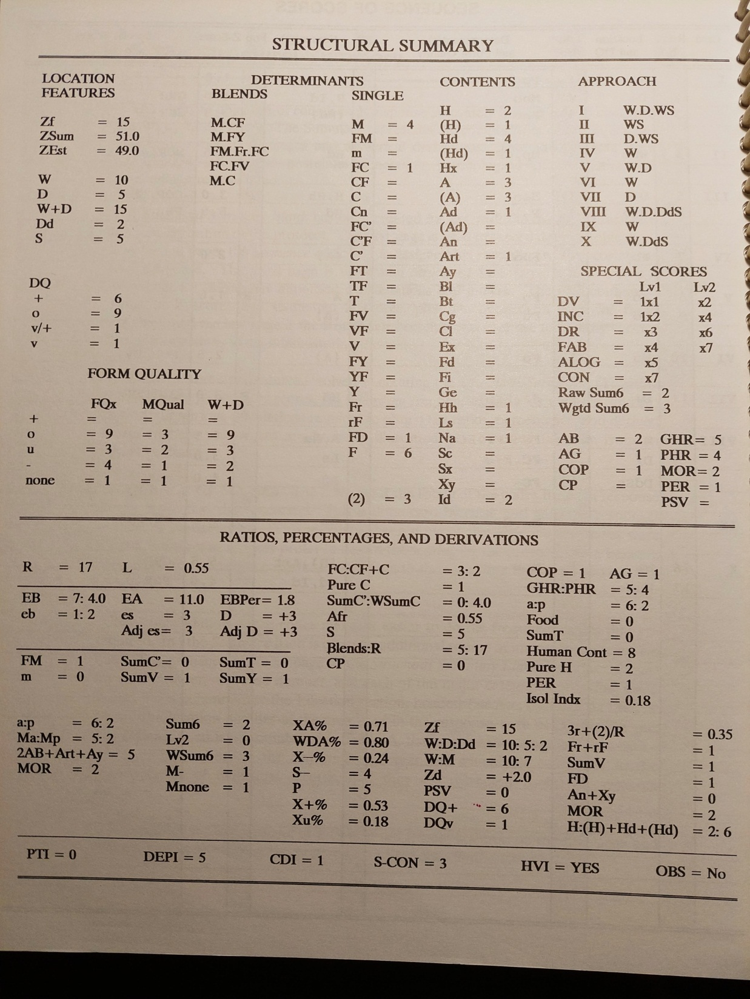 STRUCTURAL SUMMARY
LOCATION FEATURES
Zf = 15
ZSum = 51.0
ZEst = 49.0
W = 10
D = 5
W+D = 15
Dd = 2
S = 5
DQ
+ = 6
o = 9
v/+ = 1
v = 1
FORM QUALITY
FQx MQual W+D
+ = = =
o = 9 = 3 = 9
u = 3 = 2 = 3
- = 4 = 1 = 2
none = 1 = 1 = 1
DETERMINANTS
BLENDS
M.CF
M.FY
FM.Fr.FC
FC.FV
M.C
SINGLE
M = 4
FM =
m =
FC = 1
CF =
C =
Cn =
FC' =
C'F =
C' =
FT =
TF =
T =
FV =
VF =
V =
FY =
YF =
Y =
Fr =
rF =
FD = 1
F = 6
(2) = 3
CONTENTS
H = 2
(H) = 1
Hd = 4
(Hd) = 1
Hx = 1
A = 3
(A) = 3
Ad = 1
(Ad) =
An =
Art = 1
Ay =
Bl =
Bt =
Cg =
Cl =
Ex =
Fd =
Fi =
Ge =
Hh = 1
Ls = 1
Na = 1
Sc =
Sx =
Xy =
Id = 2
APPROACH
I W.D.WS
II WS
III D.WS
IV W
V W.D
VI W
VII D
VIII W.D.DdS
IX W
X W.DdS
SPECIAL SCORES
Lv1 Lv2
DV = 1x1 x2
INC = 1x2 x4
DR = x3 x6
FAB = x4 x7
ALOG = x5
CON = x7
Raw Sum6 = 2
Wgtd Sum6 = 3
AB = 2 GHR= 5
AG = 1 PHR = 4
COP = 1 MOR= 2
CP = PER = 1
PSV =
RATIOS, PERCENTAGES, AND DERIVATIONS
R = 17 L = 0.55
EB = 7: 4.0 EA = 11.0 EBPer= 1.8
eb = 1: 2 es = 3 D = +3
Adj es= 3 Adj D = +3
FM = 1 SumC'= 0 SumT = 0
m = 0 SumV = 1 SumY = 1
FC:CF+C = 3: 2
Pure C = 1
SumC':WSumC = 0: 4.0
Afr = 0.55
S = 5
Blends:R = 5: 17
CP = 0
COP = 1 AG = 1
GHR:PHR = 5: 4
a:p = 6: 2
Food = 0
SumT = 0
Human Cont = 8
Pure H = 2
PER = 1
Isol Indx = 0.18
a:p = 6: 2
Ma:Mp = 5: 2
2AB+Art+Ay = 5
MOR = 2
Sum6 = 2
Lv2 = 0
WSum6 = 3
M- = 1
Mnone = 1
XA% = 0.71
WDA% = 0.80
X–% = 0.24
S– = 4
P = 5
X+% = 0.53
Xu% = 0.18
Zf = 15
W:D:Dd = 10: 5: 2
W:M = 10: 7
Zd = +2.0
PSV = 0
DQ+ = 6
DQv = 1
3r+(2)/R = 0.35
Fr+rF = 1
SumV = 1
FD = 1
An+Xy = 0
MOR = 2
H:(H)+Hd+(Hd) = 2: 6
PTI = 0 DEPI = 5 CDI = 1 S-CON = 3 HVI = YES OBS = No